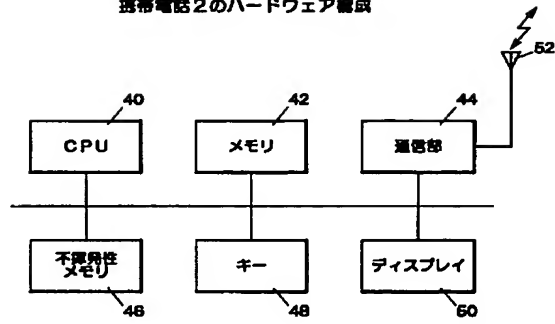 携帯電話2のハードウェア構成
52
40
42
44
CPU
メモリ
通信部
不揮発性
メモリ
キー
ディスプレイ
46
48
50